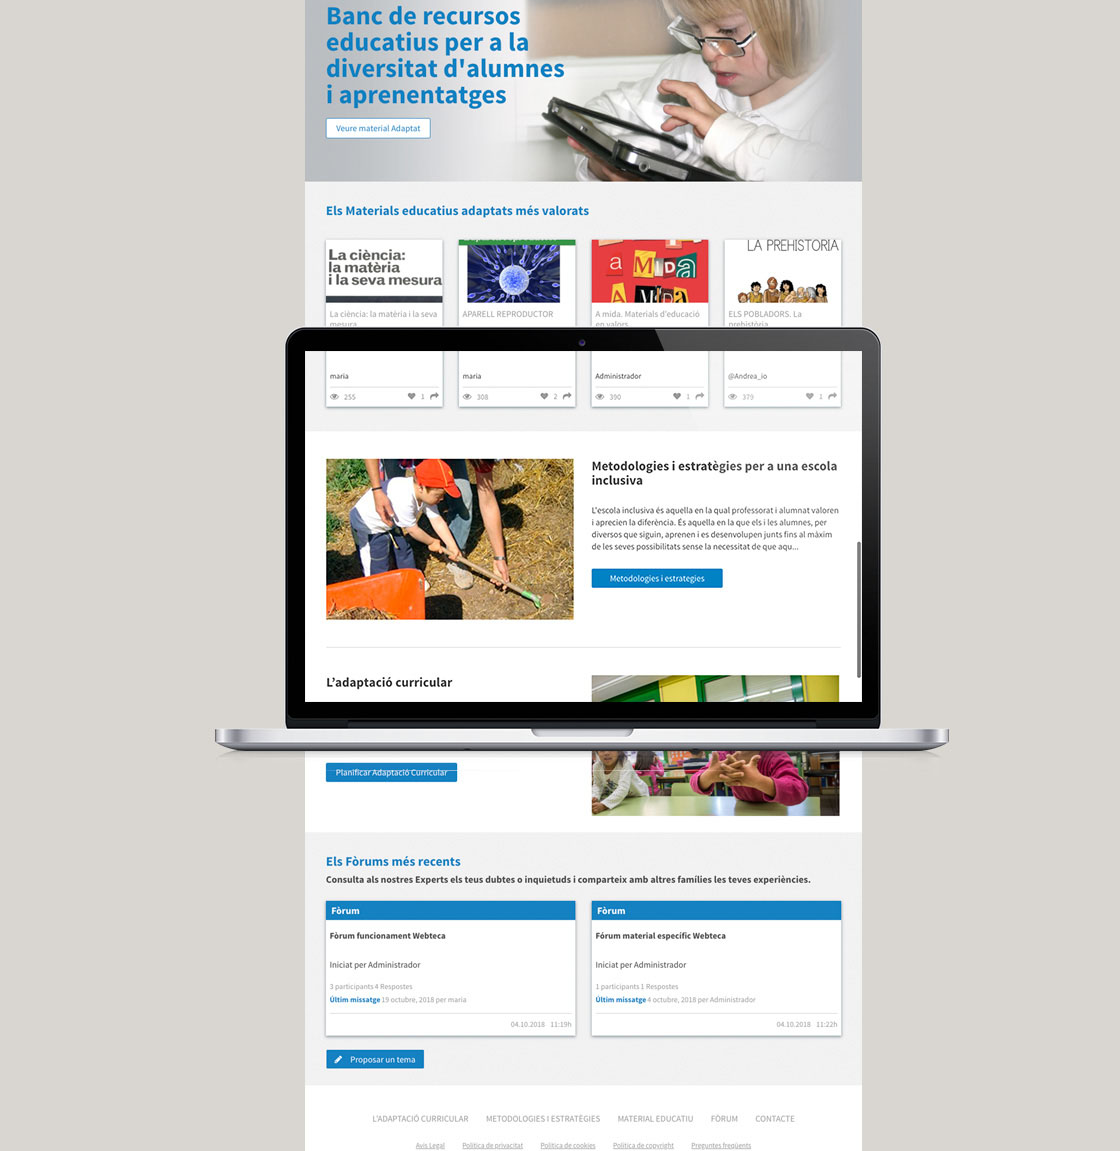 Banc de recursos
educatius per a la
diversitat d'alumnes
i aprenentatges
Veure material Adaptat
Els Materials educatius adaptats més valorats
La ciència:
la matèria
i la seva mesura
a MiDa
A MiDA
LA PREHISTORIA
La ciència: la matèria i la seva
mesura
APARELL REPRODUCTOR
A mida. Materials d'educació
en valors
ELS POBLADORS. La
prehistòria
maria
maria
Administrador
@Andrea_io
255 1
308 2
390 1
379 1
Metodologies i estratègies per a una escola
inclusiva
L'escola inclusiva és aquella en la qual professorat i alumnat valoren
i aprecien la diferència. És aquella en la que els i les alumnes, per
diversos que siguin, aprenen i es desenvolupen junts fins al màxim
de les seves possibilitats sense la necessitat de que aqu...
Metodologies i estrategies
L'adaptació curricular
Planificar Adaptació Curricular
Els Fòrums més recents
Consulta als nostres Experts els teus dubtes o inquietuds i comparteix amb altres famílies les teves experiències.
Fòrum
Fòrum funcionament Webteca
Iniciat per Administrador
3 participants 4 Respostes
Últim missatge 19 octubre, 2018 per maria
04.10.2018 11:19h
Fòrum
Fórum material específic Webteca
Iniciat per Administrador
1 participants 1 Respostes
Últim missatge 4 octubre, 2018 per Administrador
04.10.2018 11:22h
Proposar un tema
L'ADAPTACIÓ CURRICULAR METODOLOGIES I ESTRATÈGIES MATERIAL EDUCATIU FÒRUM CONTACTE
Avis Legal Política de privacitat Política de cookies Política de copyright Preguntes freqüents